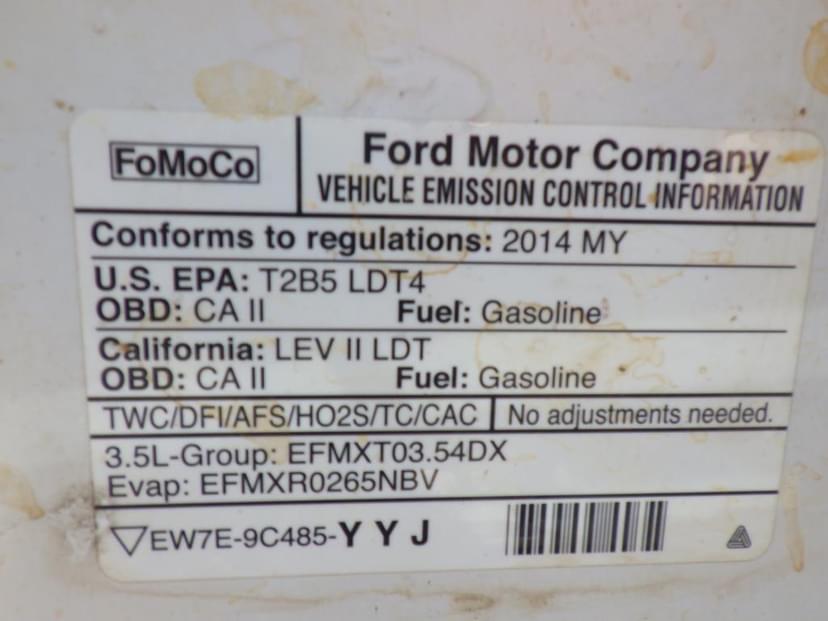 FoMoCo
Ford Motor Company
VEHICLE EMISSION CONTROL INFORMATION
Conforms to regulations: 2014 MY
U.S. EPA: T2B5 LDT4
OBD: CA II Fuel: Gasoline
California: LEV II LDT
OBD: CA II Fuel: Gasoline
TWC/DFI/AFS/HO2S/TC/CAC No adjustments needed.
3.5L-Group: EFMXT03.54DX
Evap: EFMXR0265NBV
EW7E-9C485-YYJ